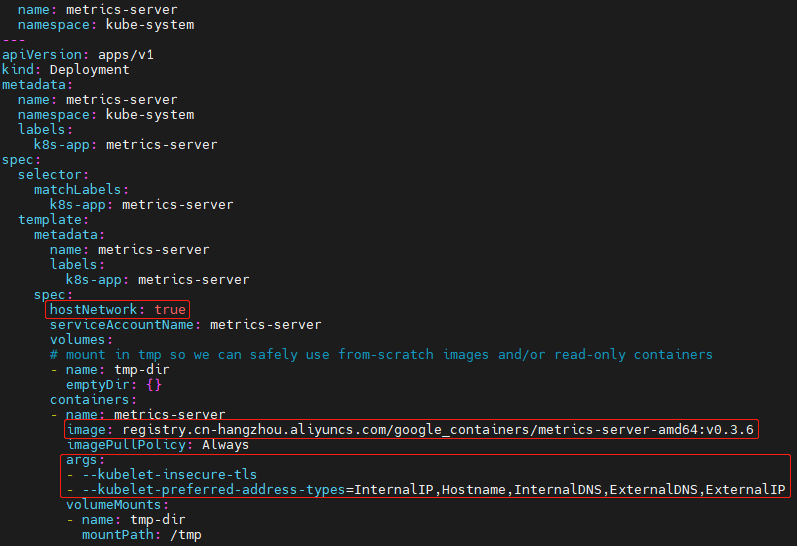 name: metrics-server
  namespace: kube-system
---
apiVersion: apps/v1
kind: Deployment
metadata:
  name: metrics-server
  namespace: kube-system
  labels:
    k8s-app: metrics-server
spec:
  selector:
    matchLabels:
      k8s-app: metrics-server
  template:
    metadata:
      name: metrics-server
      labels:
        k8s-app: metrics-server
    spec:
      hostNetwork: true
      serviceAccountName: metrics-server
      volumes:
      # mount in tmp so we can safely use from-scratch images and/or read-only containers
      - name: tmp-dir
        emptyDir: {}
      containers:
      - name: metrics-server
        image: registry.cn-hangzhou.aliyuncs.com/google_containers/metrics-server-amd64:v0.3.6
        imagePullPolicy: Always
        args:
        - --kubelet-insecure-tls
        - --kubelet-preferred-address-types=InternalIP,Hostname,InternalDNS,ExternalDNS,ExternalIP
        volumeMounts:
        - name: tmp-dir
          mountPath: /tmp